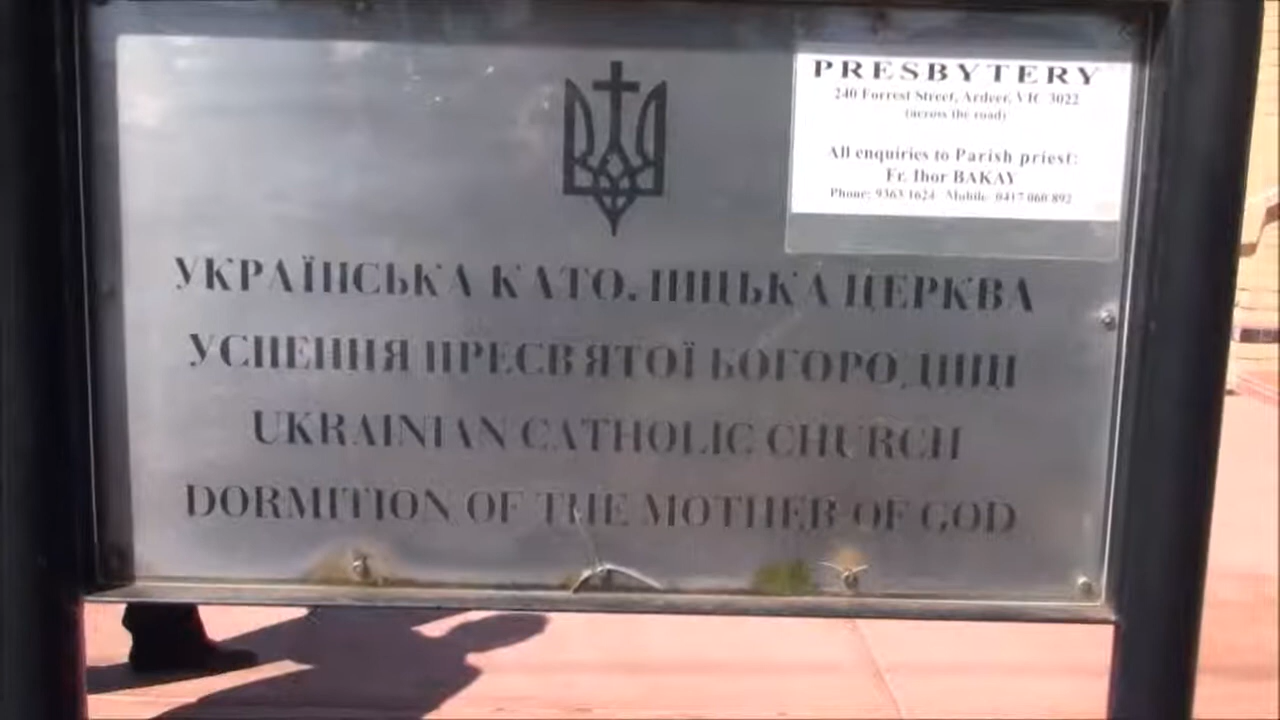 PRESBYTERY
240 Forrest Street, Ardeer, VIC 3022
(across the road)
All enquiries to Parish priest:
Fr. Ihor BAKAY
Phone: 9363 1624 Mobile: 0417 060 892
УКРАЇНСЬКА КАТОЛИЦЬКА ЦЕРКВА
УСПЕННЯ ПРЕСВЯТОЇ БОГОРОДИЦІ
UKRAINIAN CATHOLIC CHURCH
DORMITION OF THE MOTHER OF GOD